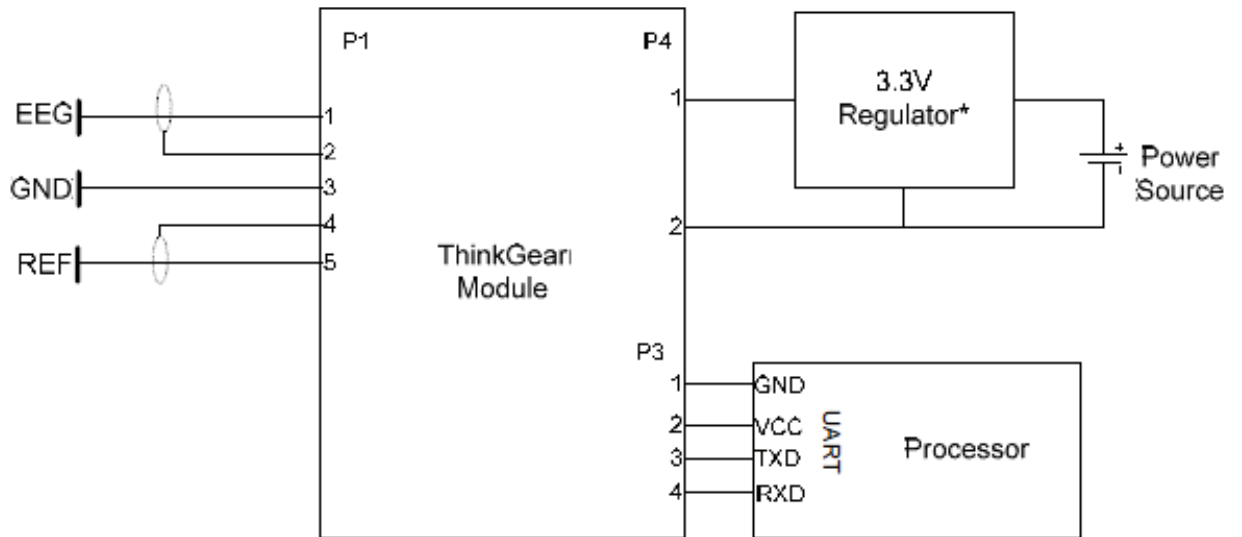 P1
P4
EEG
1
2
GND
3
4
REF
5
ThinkGear
Module
1
2
3.3V
Regulator*
+
-
Power
Source
P3
1
2
3
4
GND
VCC
TXD
RXD
UART
Processor